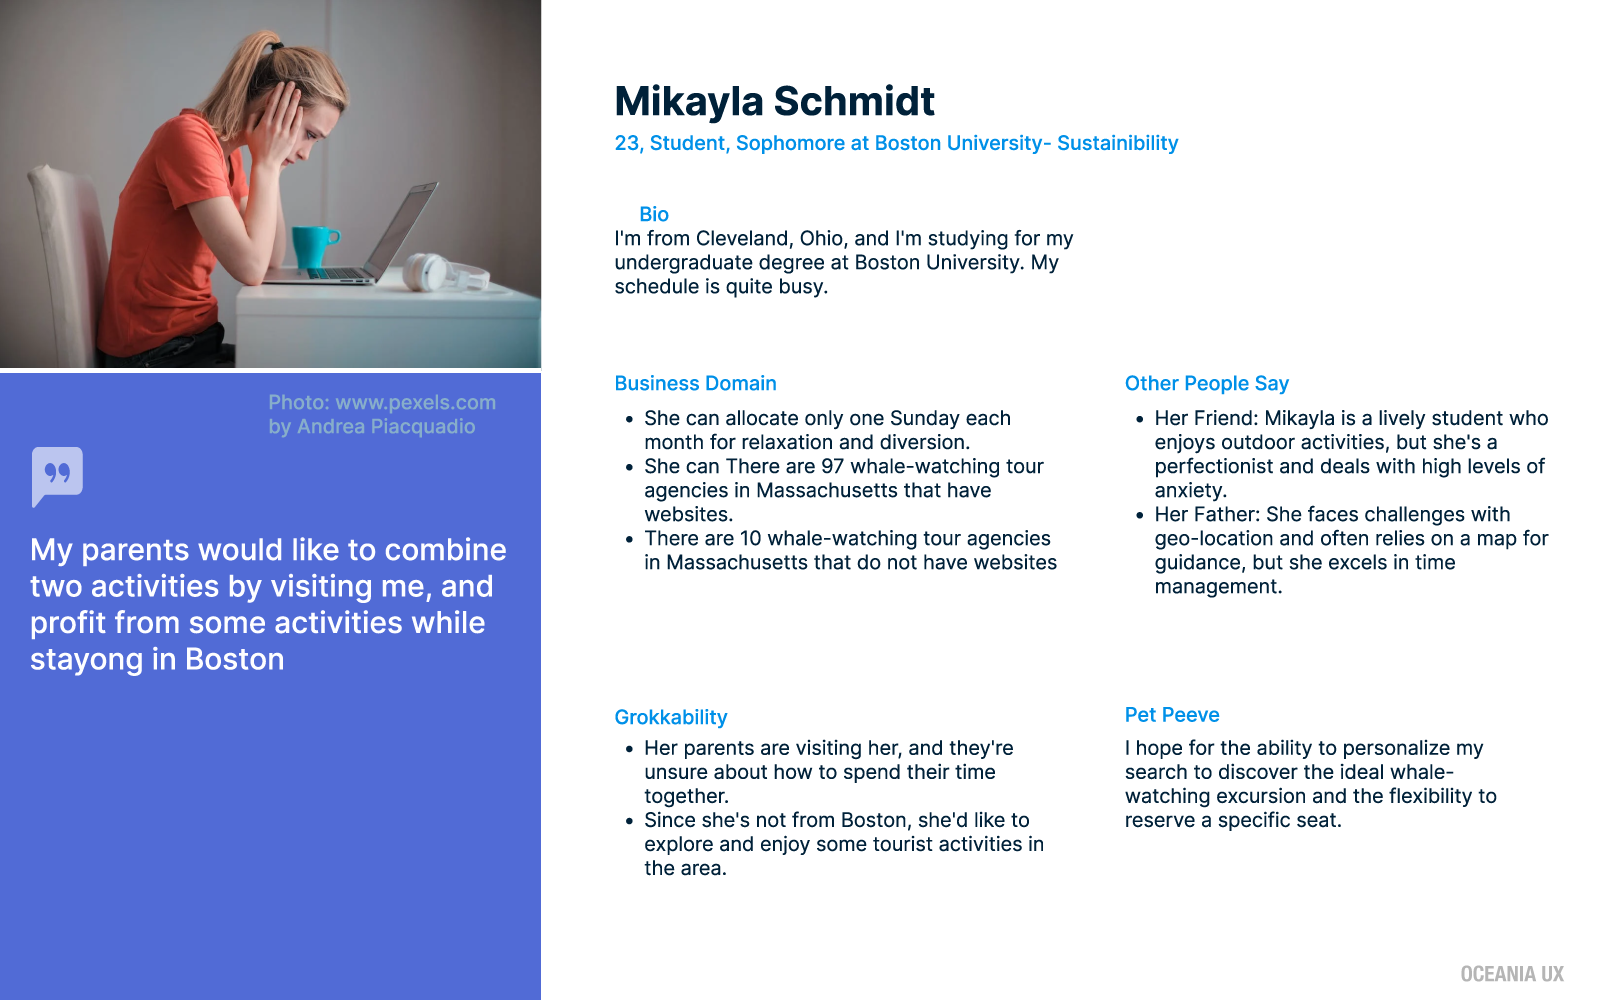 Mikayla Schmidt
23, Student, Sophomore at Boston University- Sustainibility
Bio
I'm from Cleveland, Ohio, and I'm studying for my
undergraduate degree at Boston University. My
schedule is quite busy.
Photo: www.pexels.com
by Andrea Piacquadio
My parents would like to combine
two activities by visiting me, and
profit from some activities while
stayong in Boston
Business Domain
• She can allocate only one Sunday each
month for relaxation and diversion.
• She can There are 97 whale-watching tour
agencies in Massachusetts that have
websites.
• There are 10 whale-watching tour agencies
in Massachusetts that do not have websites
Other People Say
• Her Friend: Mikayla is a lively student who
enjoys outdoor activities, but she's a
perfectionist and deals with high levels of
anxiety.
• Her Father: She faces challenges with
geo-location and often relies on a map for
guidance, but she excels in time
management.
Grokkability
• Her parents are visiting her, and they're
unsure about how to spend their time
together.
• Since she's not from Boston, she'd like to
explore and enjoy some tourist activities in
the area.
Pet Peeve
I hope for the ability to personalize my
search to discover the ideal whale-
watching excursion and the flexibility to
reserve a specific seat.
OCEANIA UX